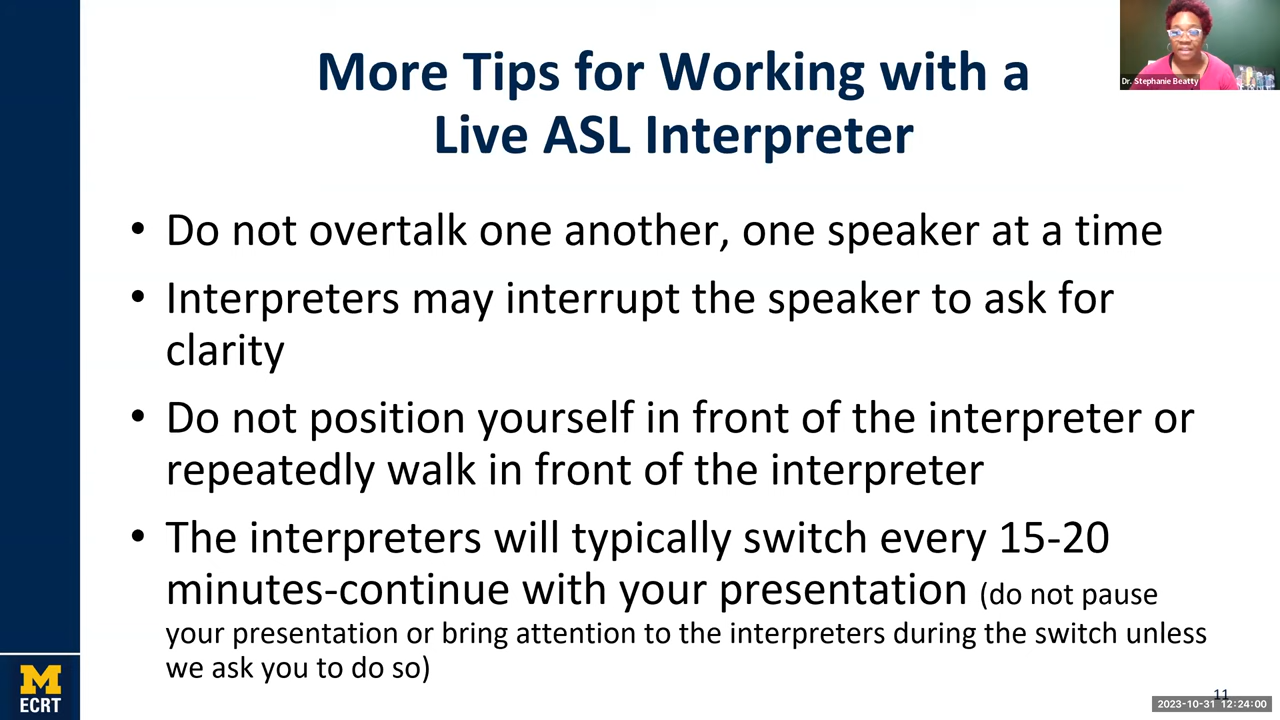 More Tips for Working with a
Live ASL Interpreter
Dr. Stephanie Beatty
• Do not overtalk one another, one speaker at a time
• Interpreters may interrupt the speaker to ask for
clarity
• Do not position yourself in front of the interpreter or
repeatedly walk in front of the interpreter
• The interpreters will typically switch every 15-20
minutes-continue with your presentation (do not pause
your presentation or bring attention to the interpreters during the switch unless
we ask you to do so)
M
ECRT
11
2023-10-31 12:24:00